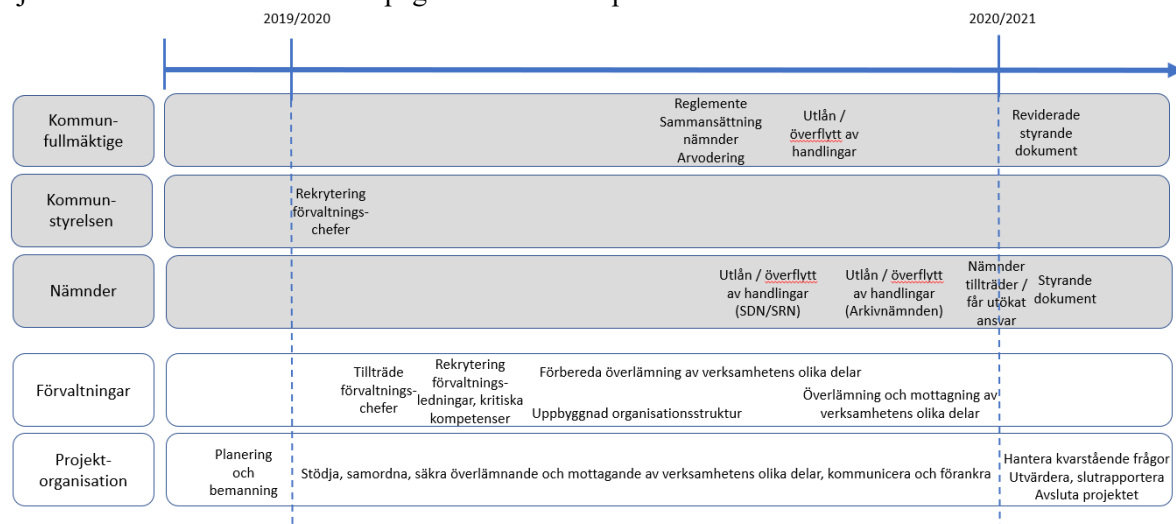 2019/2020
2020/2021
Kommun-
fullmäktige
Reglemente
Sammansättning
nämnder
Arvodering
Utlån /
överflytt av
handlingar
Reviderade
styrande
dokument
Kommun-
styrelsen
Rekrytering
förvaltnings-
chefer
Nämnder
Utlån / överflytt
av handlingar
(SDN/SRN)
Utlån / överflytt
av handlingar
(Arkivnämnden)
Nämnder
tillträder /
får utökat
ansvar
Styrande
dokument
Förvaltningar
Tillträde
förvaltnings-
chefer
Rekrytering
förvaltnings-
ledningar, kritiska
kompetenser
Förbereda överlämning av verksamhetens olika delar
Uppbyggnad organisationsstruktur
Överlämning och mottagning av
verksamhetens olika delar
Projekt-
organisation
Planering
och
bemanning
Stödja, samordna, säkra överlämnande och mottagande av verksamhetens olika delar, kommunicera och förankra
Hantera kvarstående frågor
Utvärdera, slutrapportera
Avsluta projektet